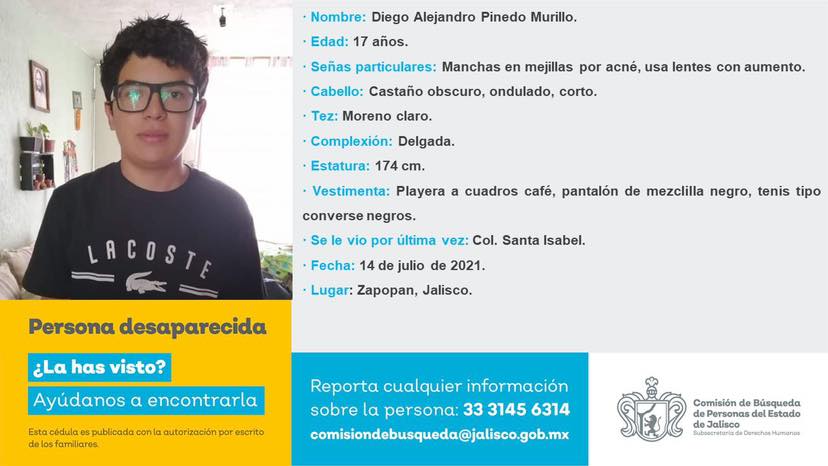 LACOSTE
Persona desaparecida
¿La has visto?
Ayúdanos a encontrarla
Esta cédula es publicada con la autorización por escrito
de los familiares.
· Nombre: Diego Alejandro Pinedo Murillo.
· Edad: 17 años.
· Señas particulares: Manchas en mejillas por acné, usa lentes con aumento.
· Cabello: Castaño obscuro, ondulado, corto.
· Tez: Moreno claro.
· Complexión: Delgada.
· Estatura: 174 cm.
· Vestimenta: Playera a cuadros café, pantalón de mezclilla negro, tenis tipo
converse negros.
· Se le vio por última vez: Col. Santa Isabel.
· Fecha: 14 de julio de 2021.
· Lugar: Zapopan, Jalisco.
Reporta cualquier información
sobre la persona: 33 3145 6314
comisiondebusqueda@jalisco.gob.mx
Comisión de Búsqueda
de Personas del Estado
de Jalisco
Subsecretaría de Derechos Humanos